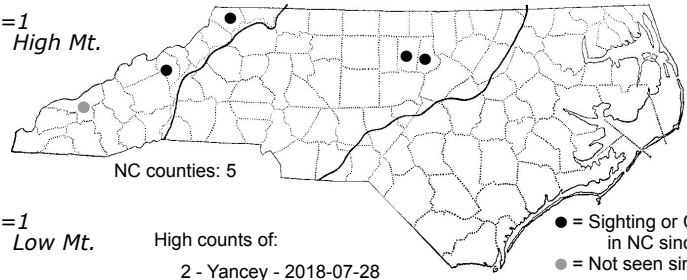 =1
High Mt.
NC counties: 5
=1
Low Mt.
High counts of:
2 - Yancey - 2018-07-28
= Sighting or
in NC sinc
= Not seen sin